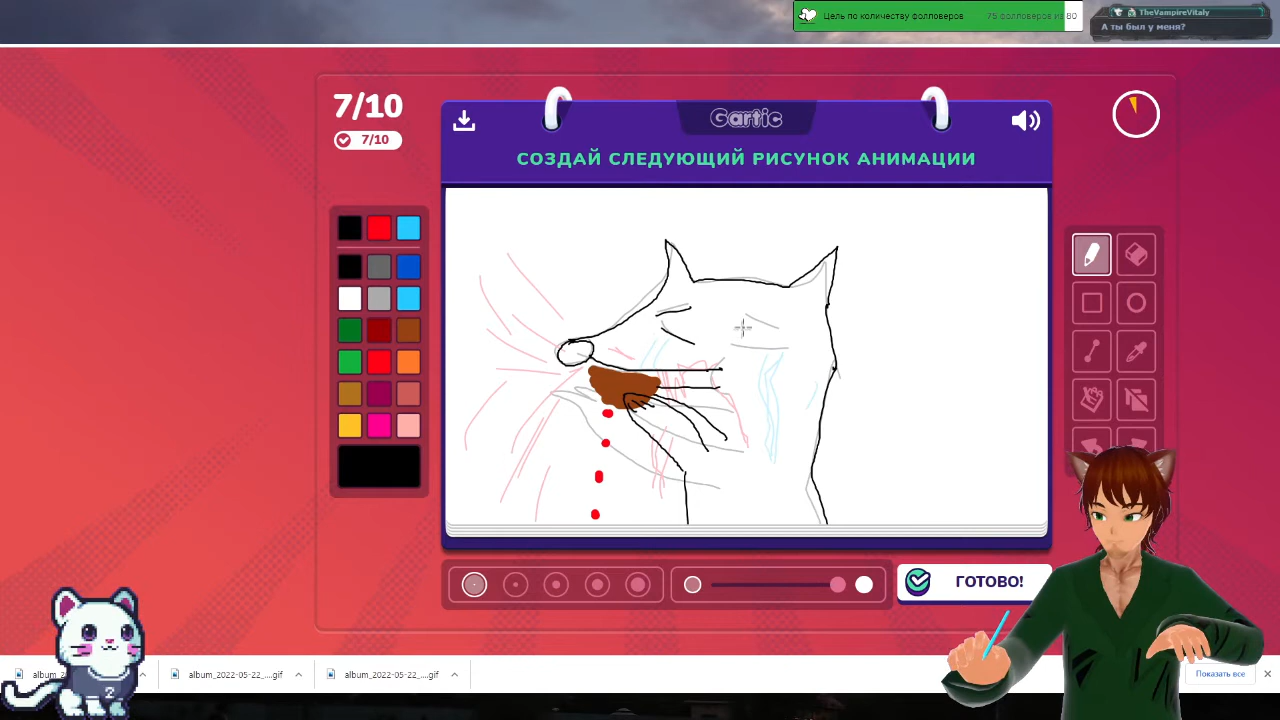 Цель по количеству фолловеров 75 фолловеров из 80
TheVampireVitaly
А ты был у меня?
7/10
7/10
Gartic
СОЗДАЙ СЛЕДУЮЩИЙ РИСУНОК АНИМАЦИИ
ГОТОВО!
2
album_2022-05-22_....gif
album_2022-05-22_....gif
Показать все